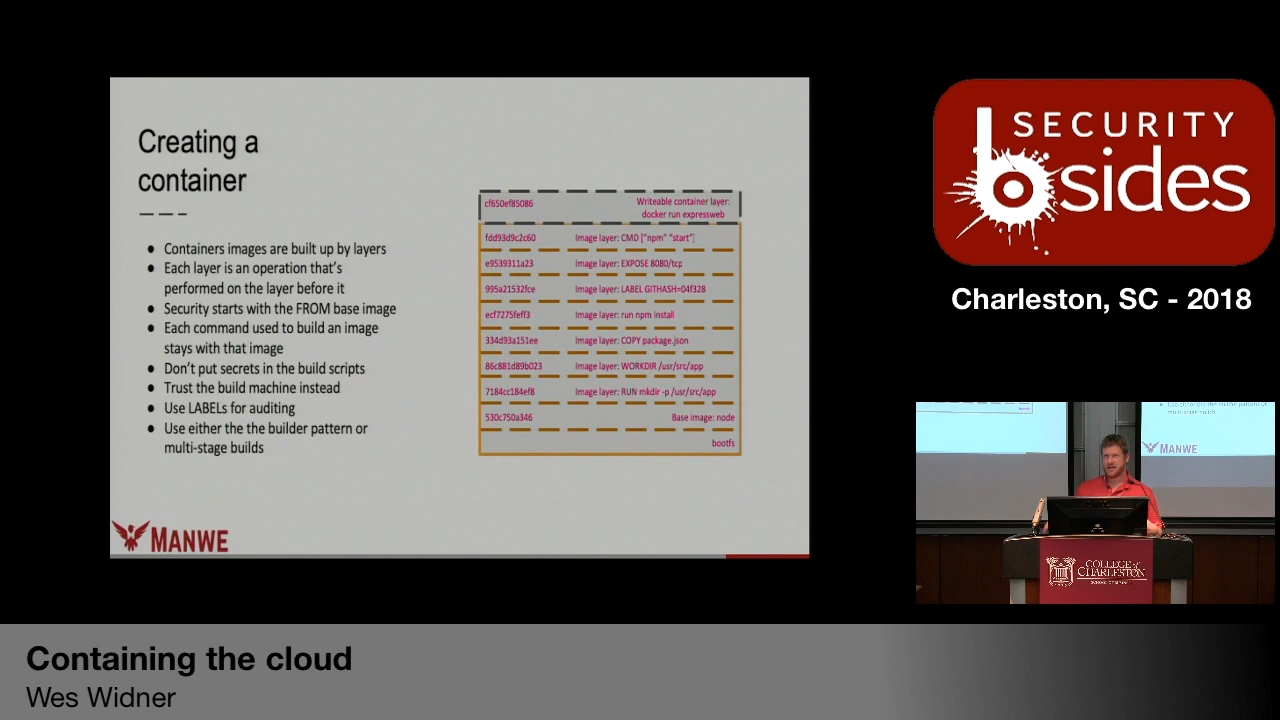 Creating a
container
● Containers images are built up by layers
● Each layer is an operation that's
performed on the layer before it
● Security starts with the FROM base image
● Each command used to build an image
stays with that image
● Don't put secrets in the build scripts
● Trust the build machine instead
● Use LABELs for auditing
● Use either the the builder pattern or
multi-stage builds
cf650ef85086 Writeable container layer:
docker run expressweb
fdd93d9c2c60 Image layer: CMD ["npm" "start"]
e9539311a23 Image layer: EXPOSE 8080/tcp
995a21532fce Image layer: LABEL GITHASH=04f328
ecf7275feff3 Image layer: run npm install
334d93a151ee Image layer: COPY package.json
86c881d89b023 Image layer: WORKDIR /usr/src/app
7184cc184ef8 Image layer: RUN mkdir -p /usr/src/app
530c750a346 Base image: node
bootfs
MANWE
SECURITY
bsides
Charleston, SC - 2018
MANWE
COLLEGE of
CHARLESTON
Containing the cloud
Wes Widner